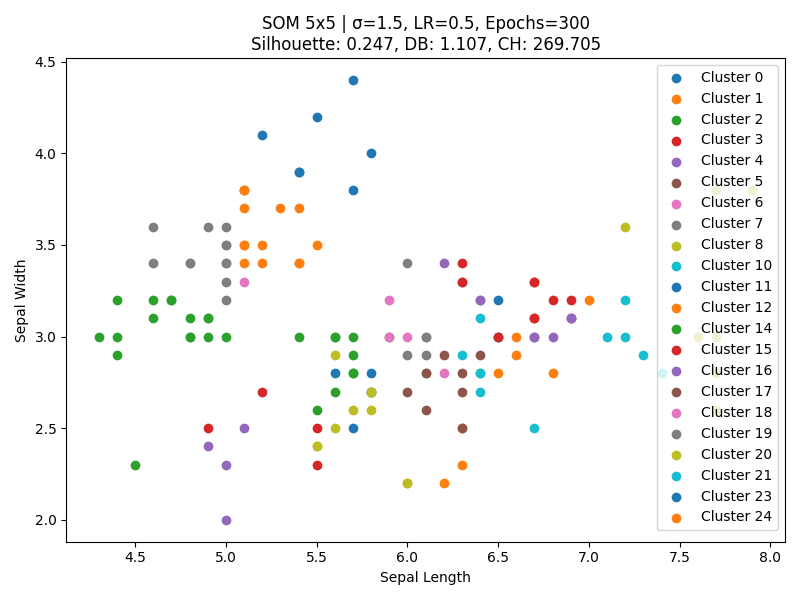 SOM 5x5 | σ=1.5, LR=0.5, Epochs=300
Silhouette: 0.247, DB: 1.107, CH: 269.705
Sepal Width
4.5
4.0
3.5
3.0
2.5
2.0
Cluster 0
Cluster 1
Cluster 2
Cluster 3
Cluster 4
Cluster 5
Cluster 6
Cluster 7
Cluster 8
Cluster 10
Cluster 11
Cluster 12
Cluster 14
Cluster 15
Cluster 16
Cluster 17
Cluster 18
Cluster 19
Cluster 20
Cluster 21
Cluster 23
Cluster 24
4.5 5.0 5.5 6.0 6.5 7.0 7.5 8.0
Sepal Length